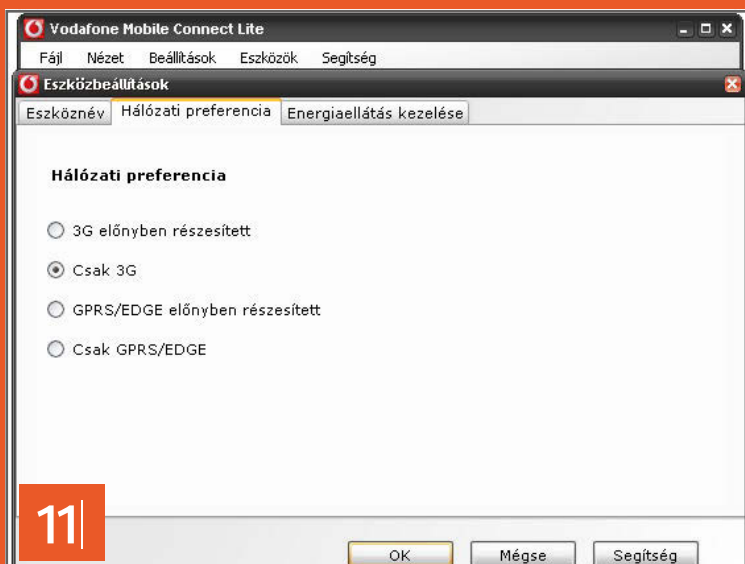 Vodafone Mobile Connect Lite
Fájl Nézet Beállítások Eszközök Segítség
Eszközbeállítások
Eszköznév Hálózati preferencia Energiaellátás kezelése
Hálózati preferencia
3G előnyben részesített
Csak 3G
GPRS/EDGE előnyben részesített
Csak GPRS/EDGE
11
OK Mégse Segítség